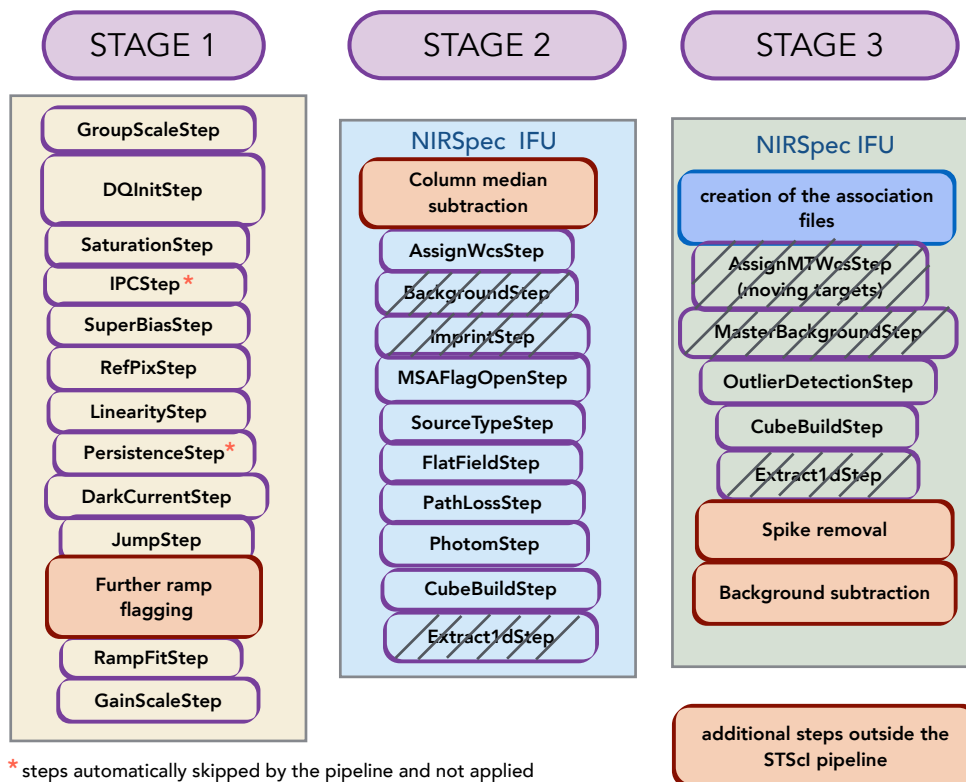 STAGE 1
GroupScaleStep
DQInitStep
SaturationStep
IPCStep *
SuperBiasStep
RefPixStep
LinearityStep
PersistenceStep*
DarkCurrentStep
JumpStep
Further ramp
flagging
RampFitStep
GainScaleStep
* steps automatically skipped by the pipeline and not applied
STAGE 2
NIRSpec IFU
Column median
subtraction
AssignWcsStep
BackgroundStep
ImprintStep
MSAFlagOpenStep
SourceTypeStep
FlatFieldStep
PathLossStep
PhotomStep
CubeBuildStep
Extract1dStep
STAGE 3
NIRSpec IFU
creation of the association
files
AssignMTWcsStep
(moving targets)
MasterBackgroundStep
OutlierDetectionStep
CubeBuildStep
Extract1dStep
Spike removal
Background subtraction
additional steps outside the
STScI pipeline